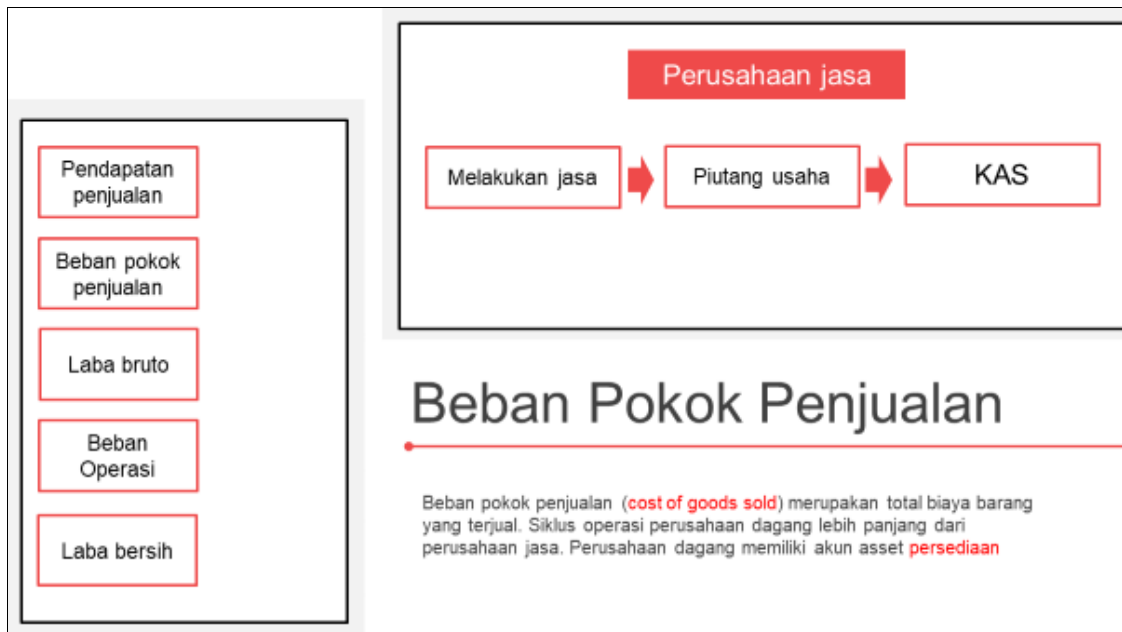 Perusahaan jasa
Melakukan jasa
Piutang usaha
KAS
Pendapatan
penjualan
Beban pokok
penjualan
Laba bruto
Beban
Operasi
Laba bersih
Beban Pokok Penjualan
Beban pokok penjualan (cost of goods sold) merupakan total biaya barang
yang terjual. Siklus operasi perusahaan dagang lebih panjang dari
perusahaan jasa. Perusahaan dagang memiliki akun asset persediaan